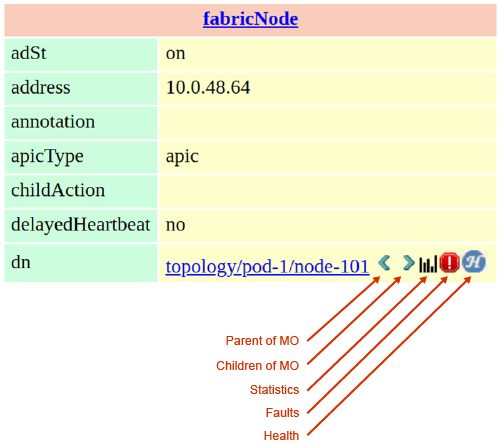 fabricNode
adSt on
address 10.0.48.64
annotation
apicType apic
childAction
delayedHeartbeat no
dn topology/pod-1/node-101 H
Parent of MO
Children of MO
Statistics
Faults
Health